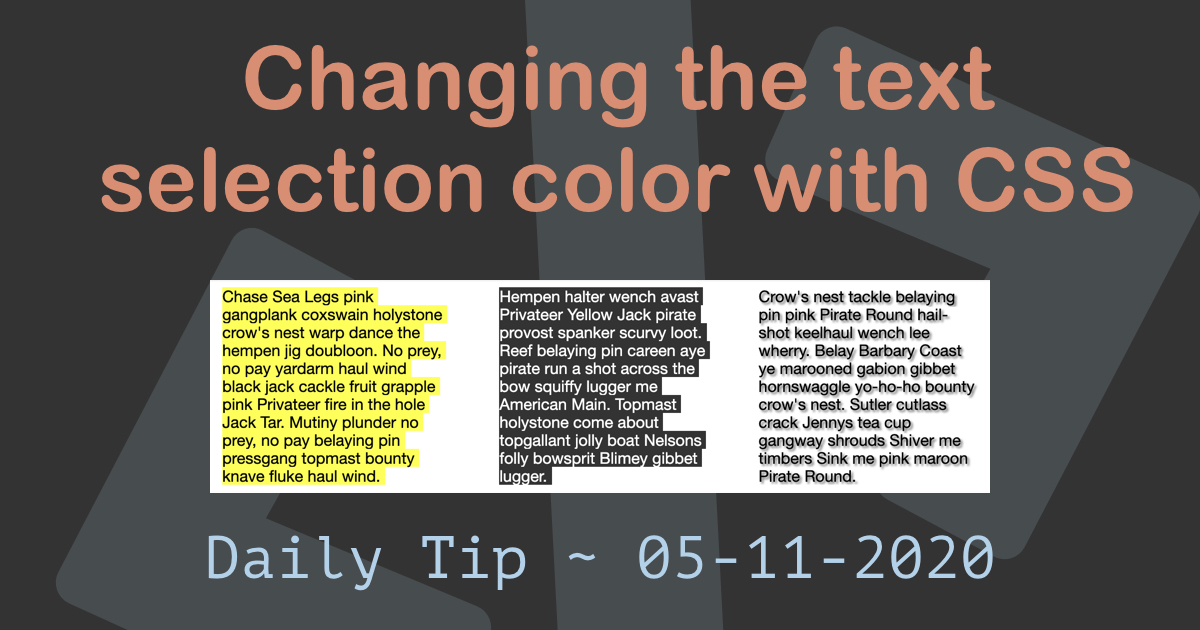 Changing the text
selection color with CSS
Chase Sea Legs pink
gangplank coxswain holystone
crow's nest warp dance the
hempen jig doubloon. No prey,
no pay yardarm haul wind
black jack cackle fruit grapple
pink Privateer fire in the hole
Jack Tar. Mutiny plunder no
prey, no pay belaying pin
pressgang topmast bounty
knave fluke haul wind.
Hempen halter wench avast
Privateer Yellow Jack pirate
provost spanker scurvy loot.
Reef belaying pin careen aye
pirate run a shot across the
bow squiffy lugger me
American Main. Topmast
holystone come about
topgallant jolly boat Nelsons
folly bowsprit Blimey gibbet
lugger.
Crow's nest tackle belaying
pin pink Pirate Round hail-
shot keelhaul wench lee
wherry. Belay Barbary Coast
ye marooned gabion gibbet
hornswaggle yo-ho-ho bounty
crow's nest. Sutler cutlass
crack Jennys tea cup
gangway shrouds Shiver me
timbers Sink me pink maroon
Pirate Round.
Daily Tip ~ 05-11-2020